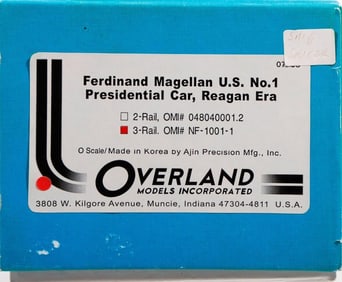 Ferdinand Magellan U.S. No.1
Presidential Car, Reagan Era
2-Rail, OMI# 048040001.2
3-Rail. OMI# NF-1001-1
O Scale/Made in Korea by Ajin Precision Mfg., Inc.
OVERLAND
MODELS INCORPORATED
3808 W. Kilgore Avenue, Muncie, Indiana 47304-4811 U.S.A.